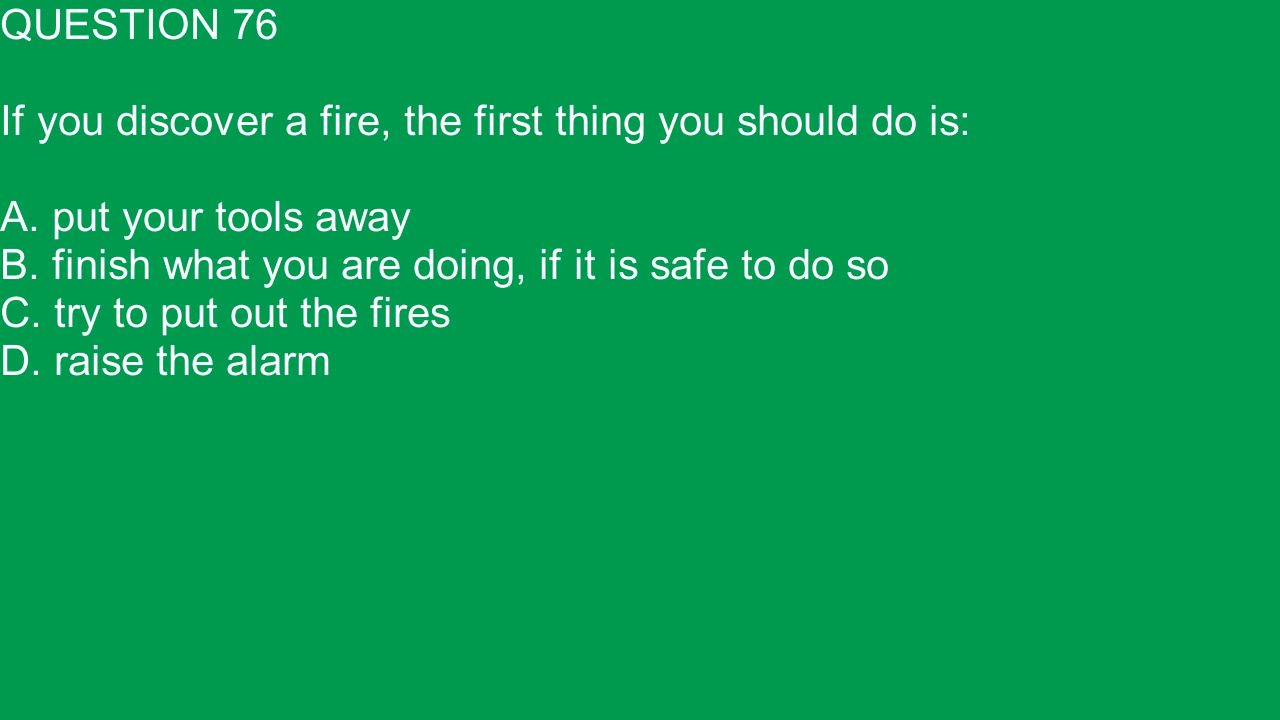 QUESTION 76
If you discover a fire, the first thing you should do is:
A. put your tools away
B. finish what you are doing, if it is safe to do so
C. try to put out the fires
D. raise the alarm